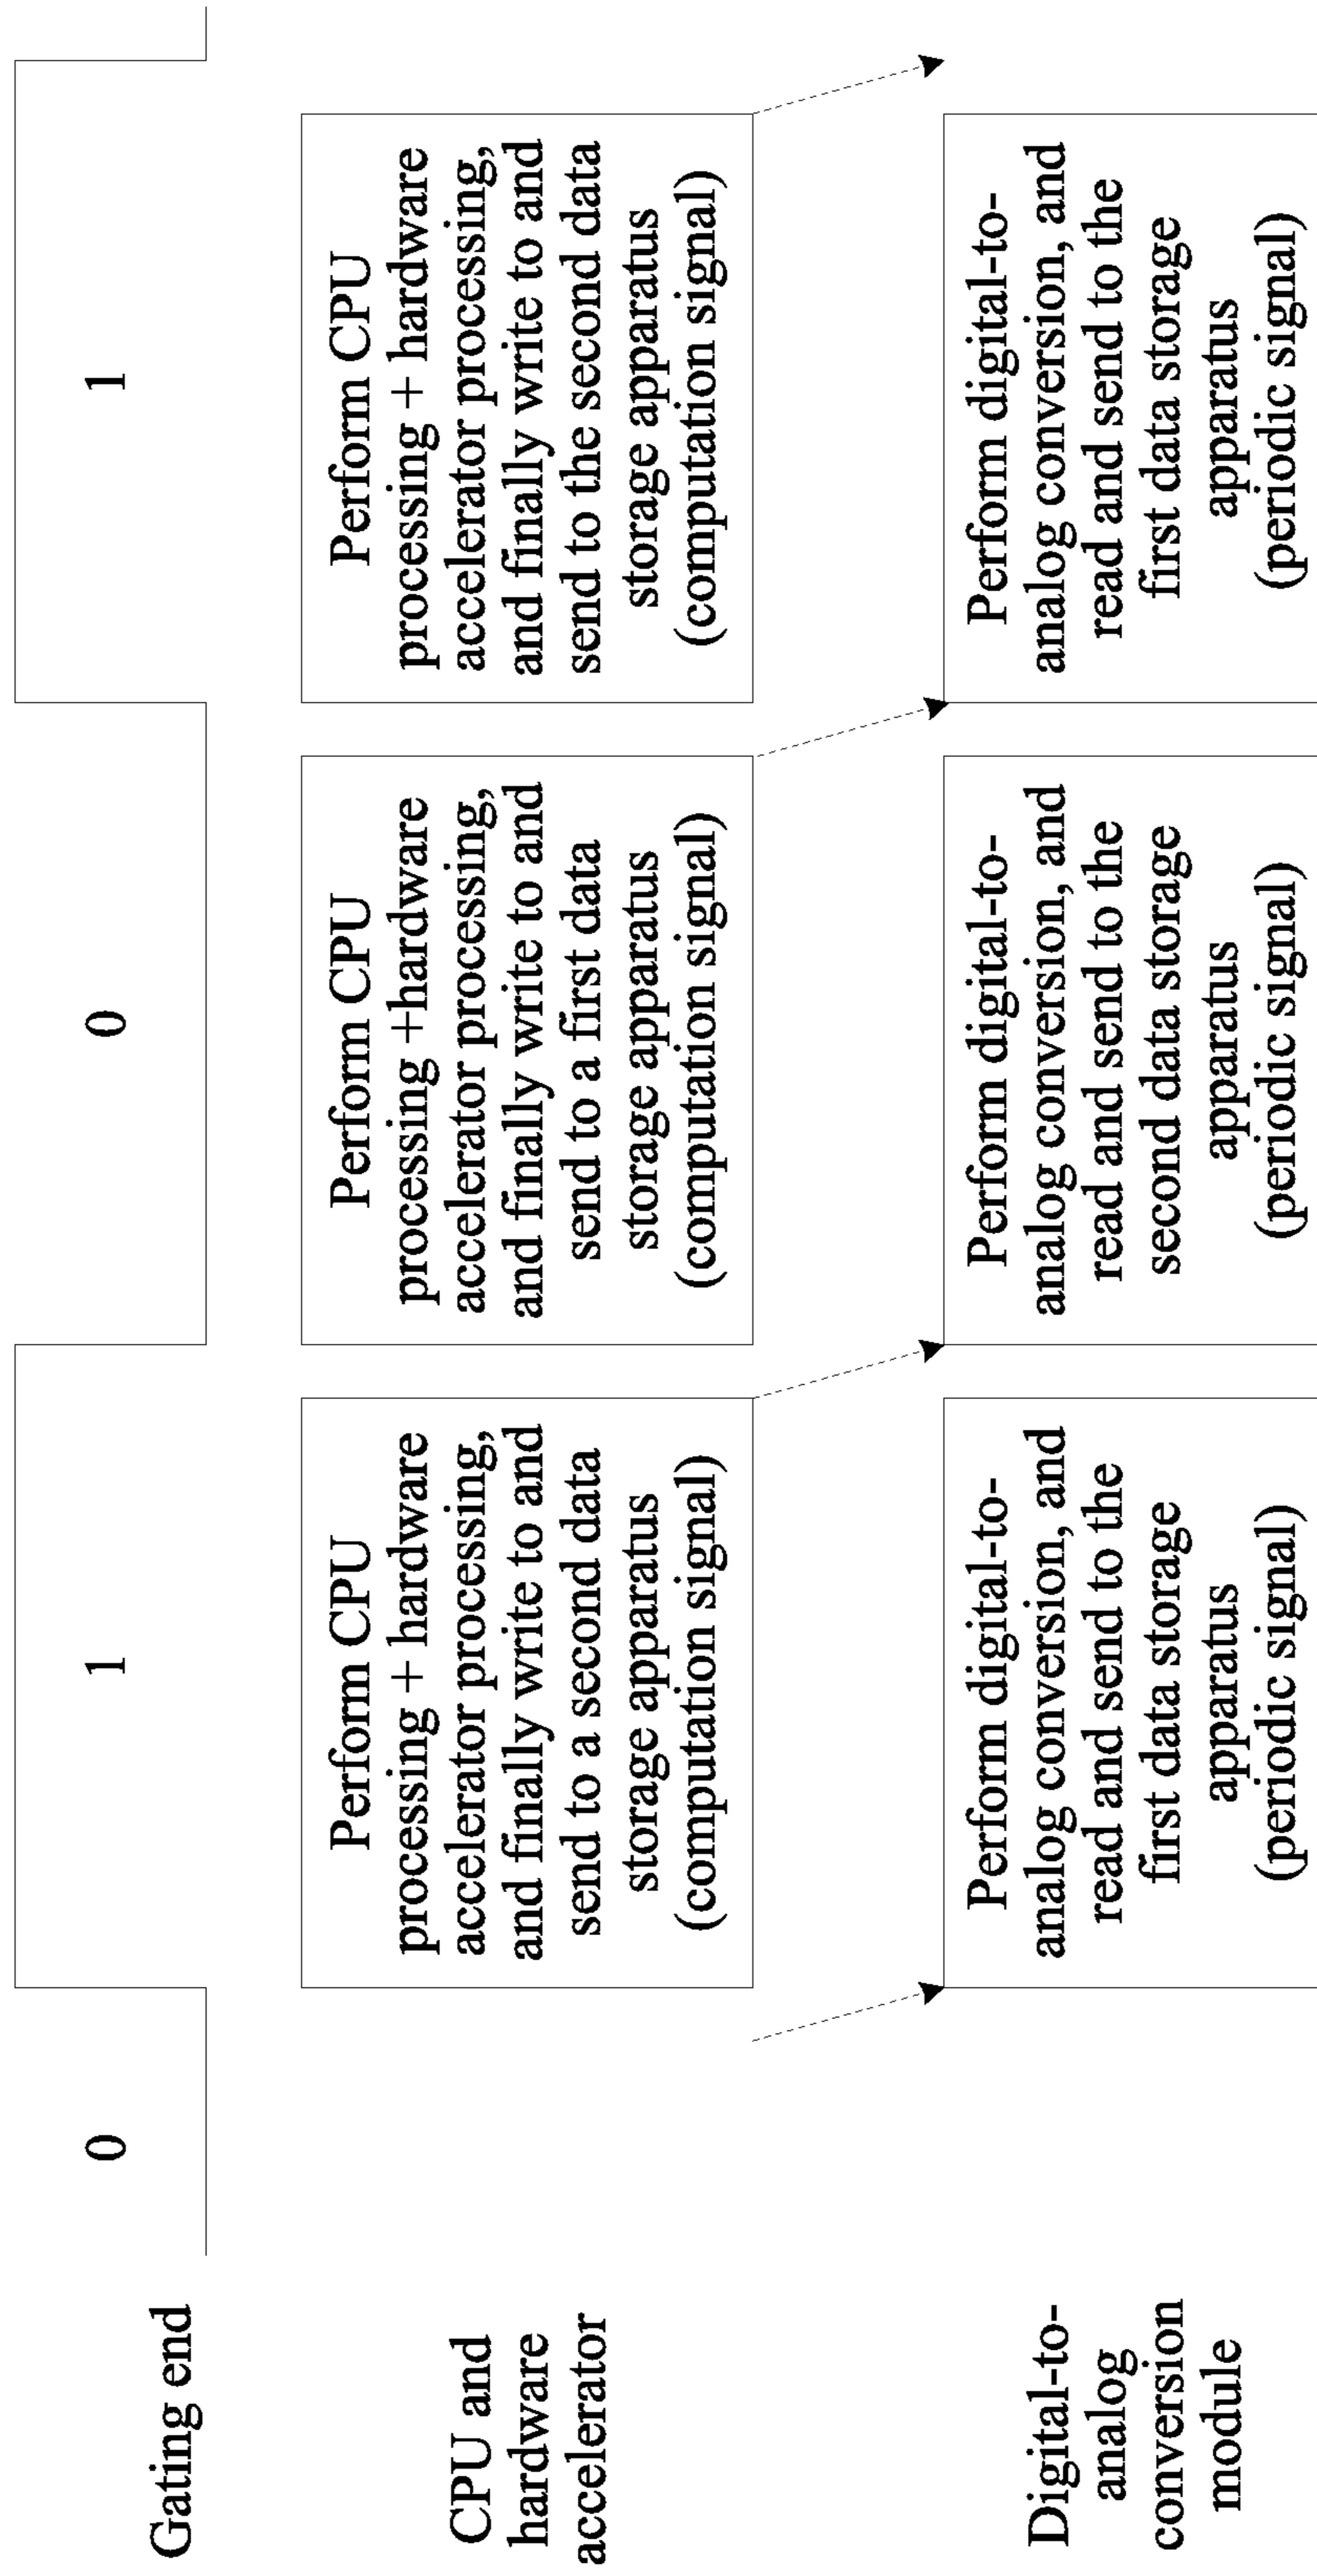 Gating end
0
1
0
1
CPU and
hardware
accelerator
Perform CPU
processing + hardware
accelerator processing,
and finally write to and
send to a second data
storage apparatus
(computation signal)
Perform CPU
processing +hardware
accelerator processing,
and finally write to and
send to a first data
storage apparatus
(computation signal)
Perform CPU
processing + hardware
accelerator processing,
and finally write to and
send to the second data
storage apparatus
(computation signal)
Digital-to-
analog
conversion
module
Perform digital-to-
analog conversion, and
read and send to the
first data storage
apparatus
(periodic signal)
Perform digital-to-
analog conversion, and
read and send to the
second data storage
apparatus
(periodic signal)
Perform digital-to-
analog conversion, and
read and send to the
first data storage
apparatus
(periodic signal)